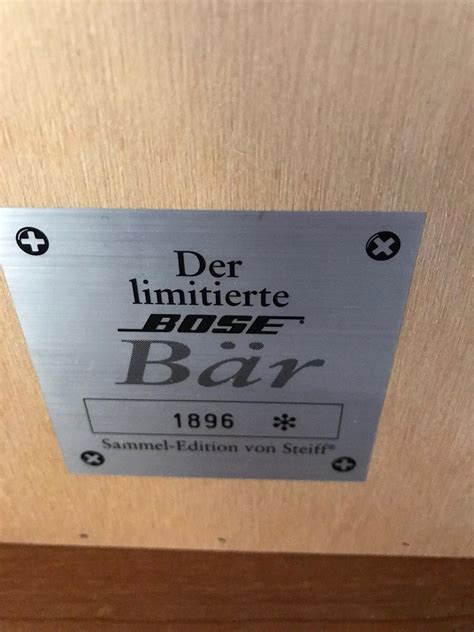 Der
limitierte
BOSE
Bär
1896 *
Sammel-Edition von Steiff®